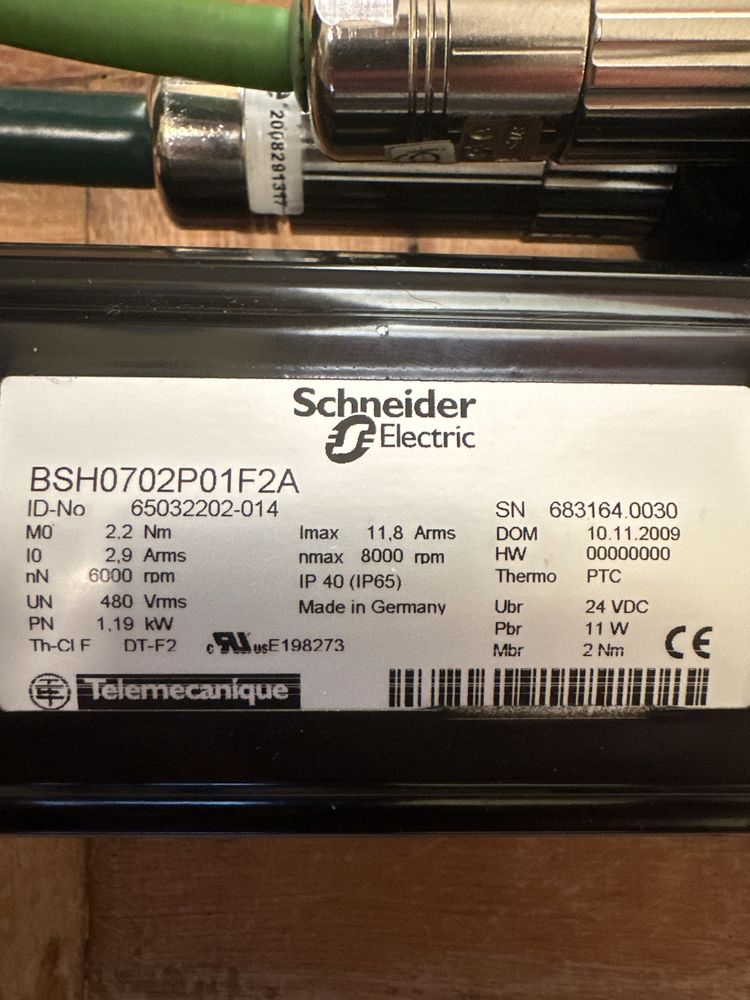 2008291317
Schneider
Electric
BSH0702P01F2A
ID-No 65032202-014
SN 683164.0030
M0 2,2 Nm
Imax 11,8 Arms
DOM 10.11.2009
I0 2,9 Arms
nmax 8000 rpm
HW 00000000
nN 6000 rpm
IP 40 (IP65)
Thermo PTC
UN 480 Vrms
Made in Germany
Ubr 24 VDC
PN 1,19 kW
Pbr 11 W
Th-Cl F DT-F2
c RU us E198273
Mbr 2 Nm
CE
Telemecanique